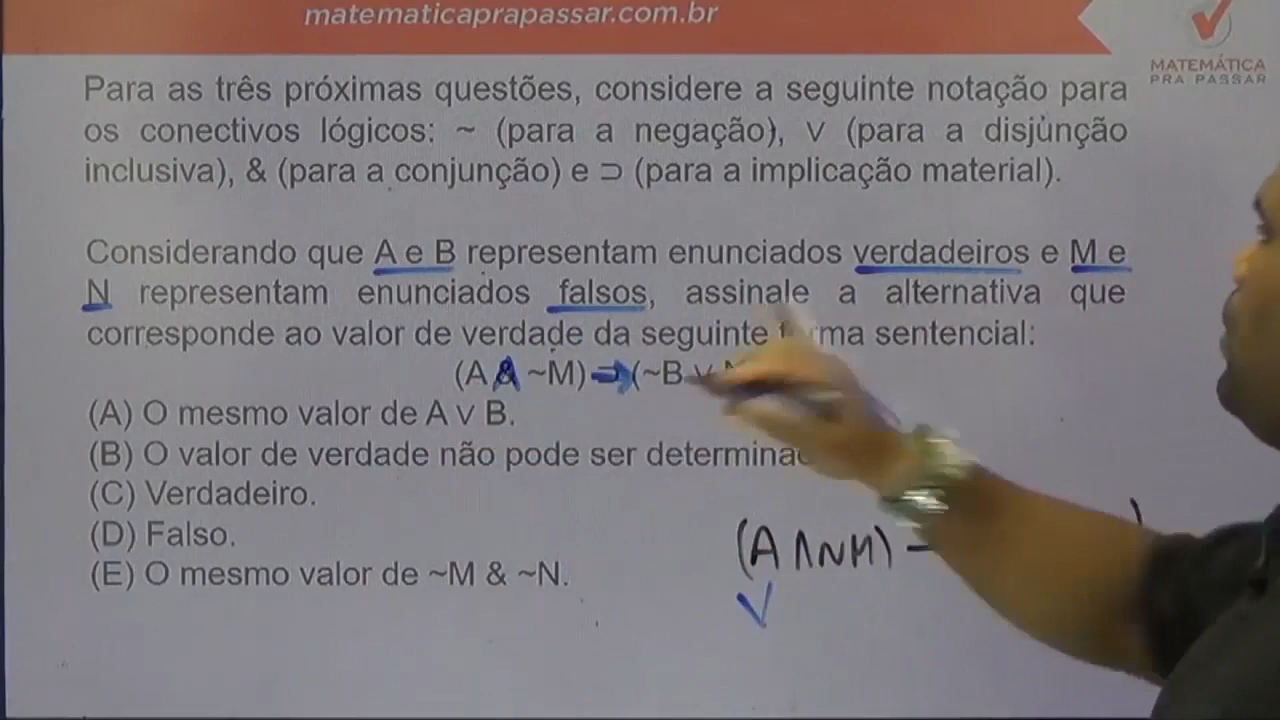 matematicaprapassar.com.br
MATEMÁTICA
PRA PASSAR
Para as três próximas questões, considere a seguinte notação para
os conectivos lógicos: ~ (para a negação), v (para a disjunção
inclusiva), & (para a conjunção) e ⊃ (para a implicação material).
Considerando que A e B representam enunciados verdadeiros e M e
N representam enunciados falsos, assinale a alternativa que
corresponde ao valor de verdade da seguinte forma sentencial:
(A & ~M) ⊃ (~B v
(A) O mesmo valor de A v B.
(B) O valor de verdade não pode ser
(C) Verdadeiro.
(D) Falso.
(E) O mesmo valor de ~M & ~N.
(A ∧ ~M) –
V